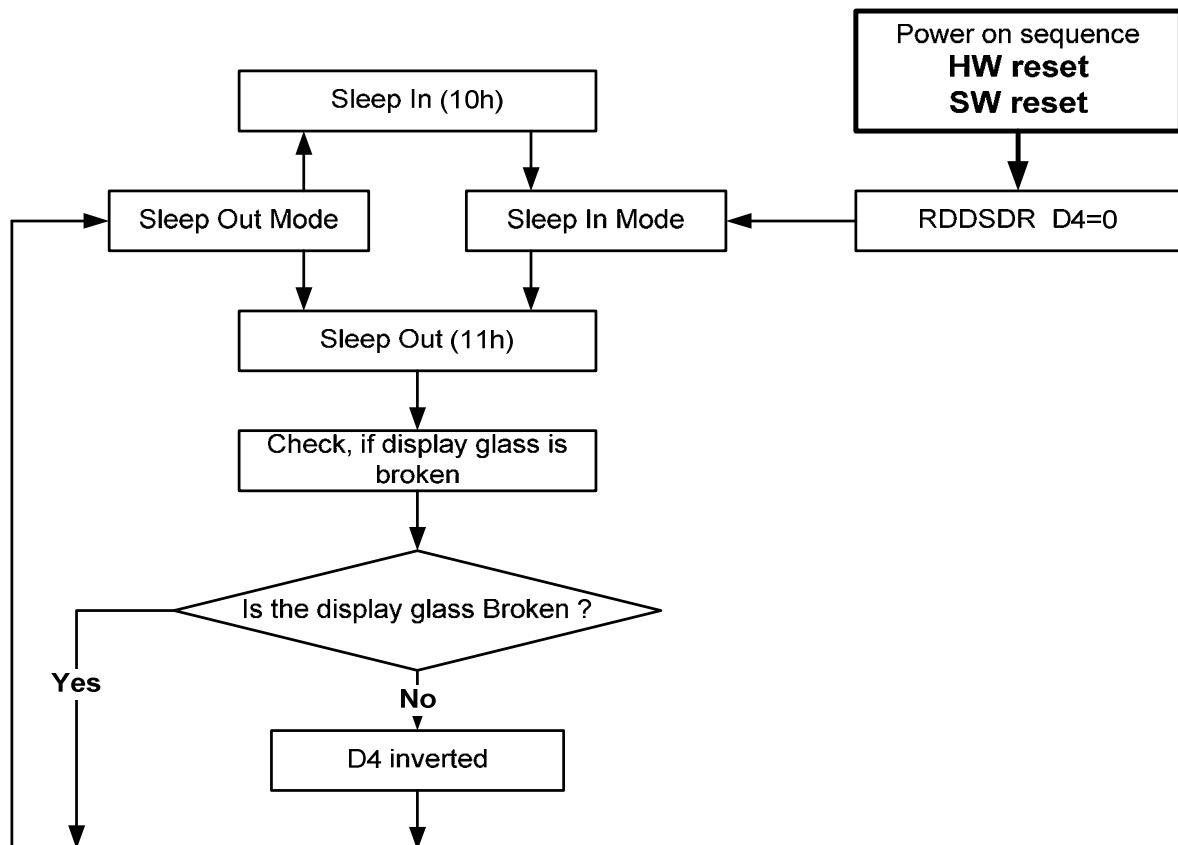 Power on sequence
HW reset
SW reset
Sleep In (10h)
Sleep Out Mode
Sleep In Mode
RDDSDR D4=0
Sleep Out (11h)
Check, if display glass is
broken
Is the display glass Broken ?
Yes
No
D4 inverted